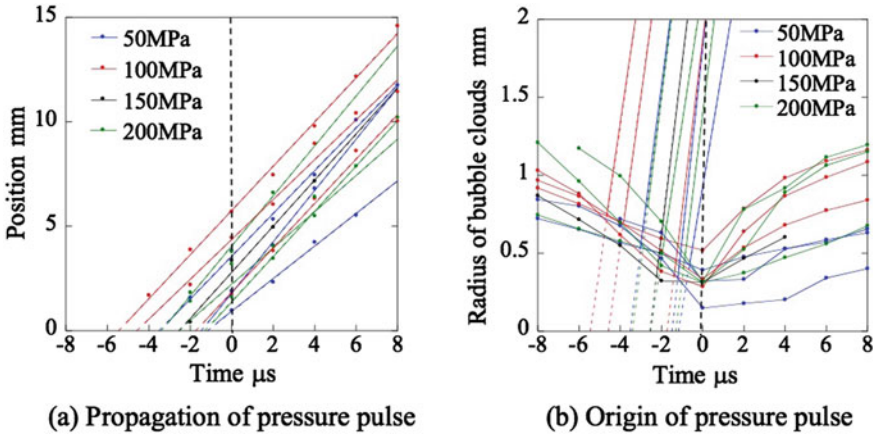 15
10
5
0
Position mm
50MPa
100MPa
150MPa
200MPa
-8 -6 -4 -2 0 2 4 6 8
Time μs
(a) Propagation of pressure pulse
2
1.5
1
0.5
0
Radius of bubble clouds mm
50MPa
100MPa
150MPa
200MPa
-8 -6 -4 -2 0 2 4 6 8
Time μs
(b) Origin of pressure pulse